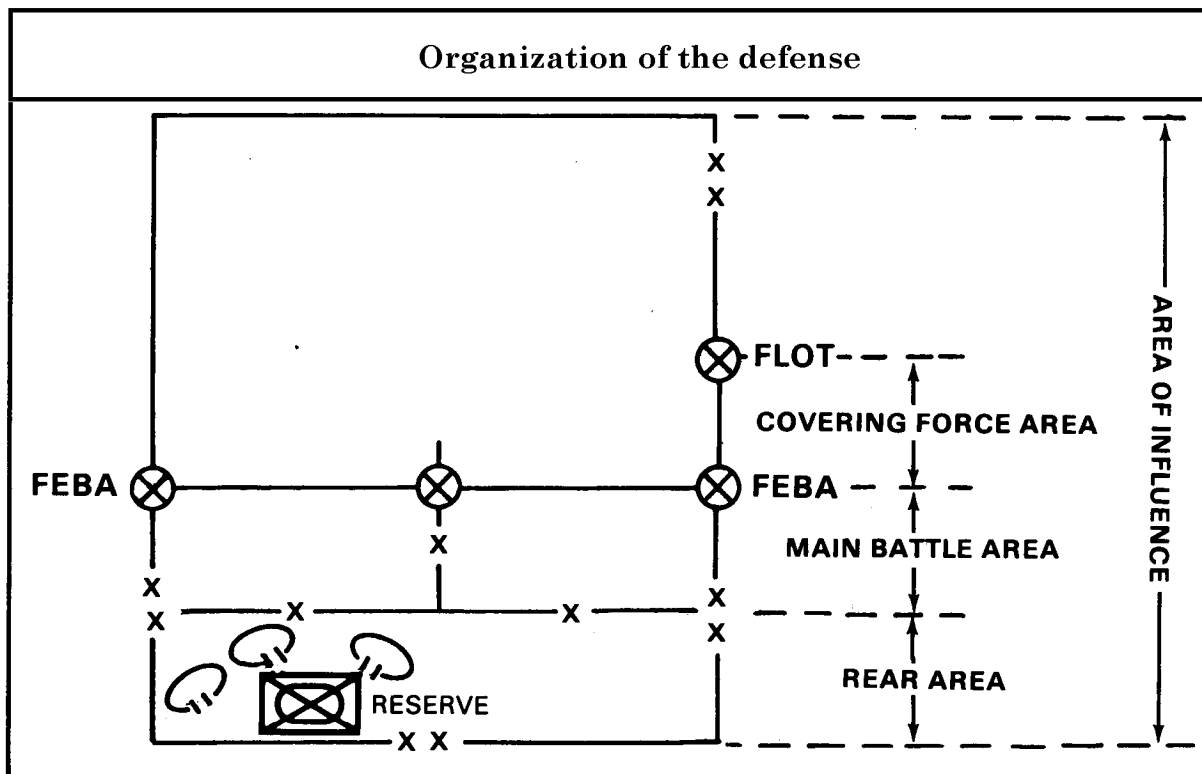 Organization of the defense
X
X
FLOT
COVERING FORCE AREA
AREA OF INFLUENCE
FEBA
FEBA
X
MAIN BATTLE AREA
X
X
X
X
X
X
REAR AREA
RESERVE
X X